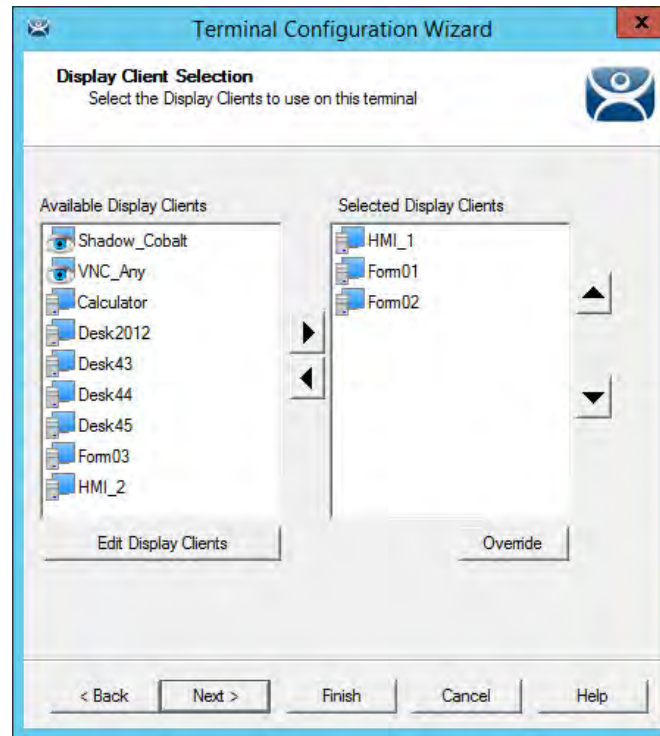 Terminal Configuration Wizard
x
Display Client Selection
Select the Display Clients to use on this terminal
Available Display Clients
Shadow_Cobalt
VNC_Any
Calculator
Desk2012
Desk43
Desk44
Desk45
Form03
HMI_2
Edit Display Clients
Selected Display Clients
HMI_1
Form01
Form02
Override
< Back
Next >
Finish
Cancel
Help